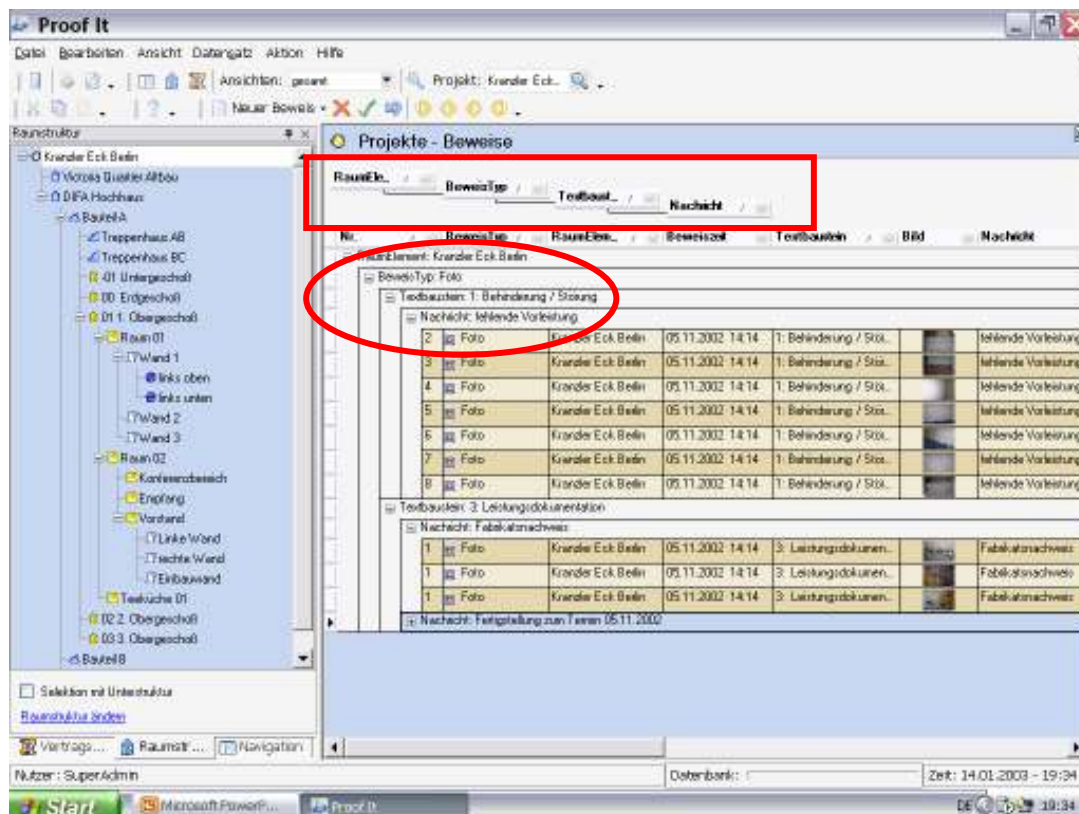 Proof It
Datei Bearbeiten Ansicht Datensatz Aktion Hilfe
Ansichten: gesamt Projekt: Kranzler Eck...
Neuer Beweis
Raumstruktur
Kranzler Eck Berlin
Victoria Quartier Altbau
DIFA Hochhaus
Bauteil A
Treppenhaus AB
Treppenhaus BC
-01 Untergeschoß
00 Erdgeschoß
01 1. Obergeschoß
Raum 01
Wand 1
links oben
links unten
Wand 2
Wand 3
Raum 02
Konferenzbereich
Empfang
Vorstand
Linke Wand
rechte Wand
Einbauwand
Teeküche 01
02 2. Obergeschoß
03 3. Obergeschoß
Bauteil B
Selektion mit Unterstruktur
Raumstruktur ändern
Vertrags... Raumstr... Navigation
Projekte - Beweise
RaumEle...
BeweisTyp
Textbaust...
Nachricht
Nr. BeweisTyp RaumElem... Beweiszeit Textbaustein Bild Nachricht
RaumElement: Kranzler Eck Berlin
BeweisTyp: Foto
Textbaustein: 1: Behinderung / Störung
Nachricht: fehlende Vorleistung
2 Foto Kranzler Eck Berlin 05.11.2002 14:14 1: Behinderung / Stör... fehlende Vorleistung
3 Foto Kranzler Eck Berlin 05.11.2002 14:14 1: Behinderung / Stör... fehlende Vorleistung
4 Foto Kranzler Eck Berlin 05.11.2002 14:14 1: Behinderung / Stör... fehlende Vorleistung
5 Foto Kranzler Eck Berlin 05.11.2002 14:14 1: Behinderung / Stör... fehlende Vorleistung
6 Foto Kranzler Eck Berlin 05.11.2002 14:14 1: Behinderung / Stör... fehlende Vorleistung
7 Foto Kranzler Eck Berlin 05.11.2002 14:14 1: Behinderung / Stör... fehlende Vorleistung
8 Foto Kranzler Eck Berlin 05.11.2002 14:14 1: Behinderung / Stör... fehlende Vorleistung
Textbaustein: 3: Leistungsdokumentation
Nachricht: Fabrikatsnachweis
1 Foto Kranzler Eck Berlin 05.11.2002 14:14 3: Leistungsdokumen... Fabrikatsnachweis
1 Foto Kranzler Eck Berlin 05.11.2002 14:14 3: Leistungsdokumen... Fabrikatsnachweis
1 Foto Kranzler Eck Berlin 05.11.2002 14:14 3: Leistungsdokumen... Fabrikatsnachweis
Nachricht: Fertigstellung zum Termin 05.11.2002
Nutzer : SuperAdmin Datenbank: Zeit: 14.01.2003 - 19:34
Start Microsoft PowerP... Proof It DE 19:34